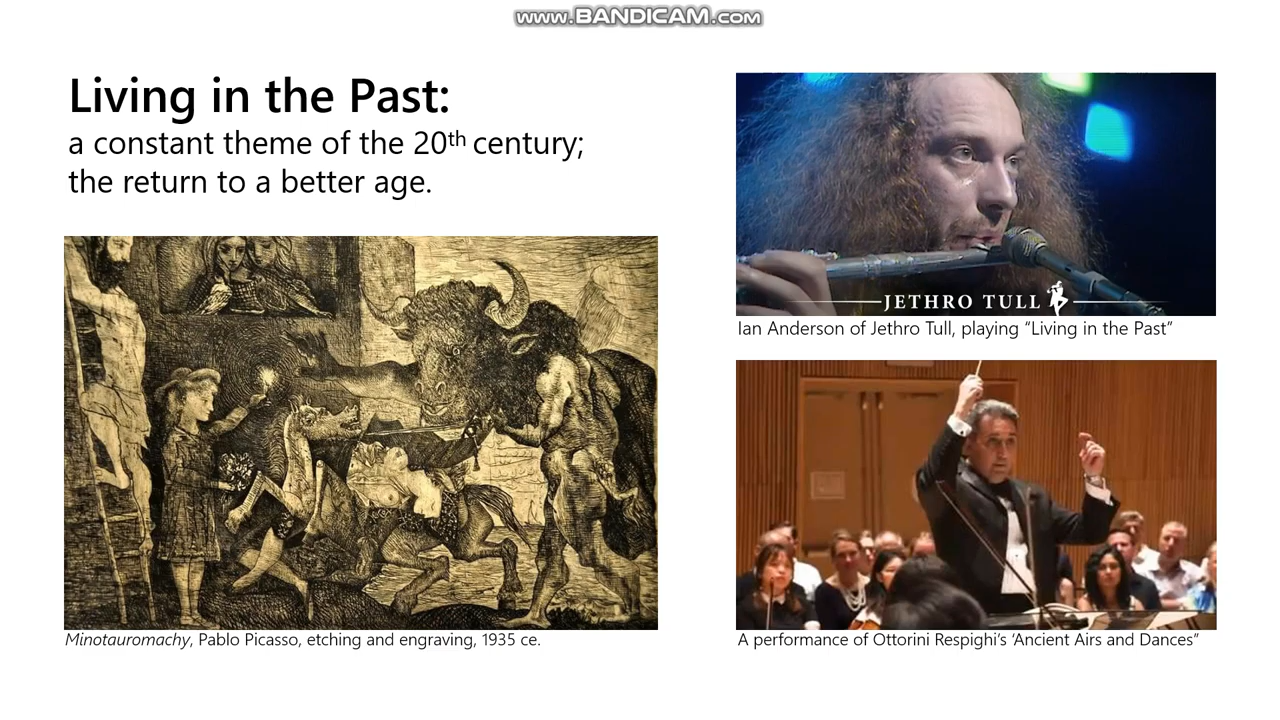 www.BANDICAM.com
Living in the Past:
a constant theme of the 20th century;
the return to a better age.
JETHRO TULL
Ian Anderson of Jethro Tull, playing “Living in the Past”
Minotauromachy, Pablo Picasso, etching and engraving, 1935 ce.
A performance of Ottorini Respighi’s ‘Ancient Airs and Dances”